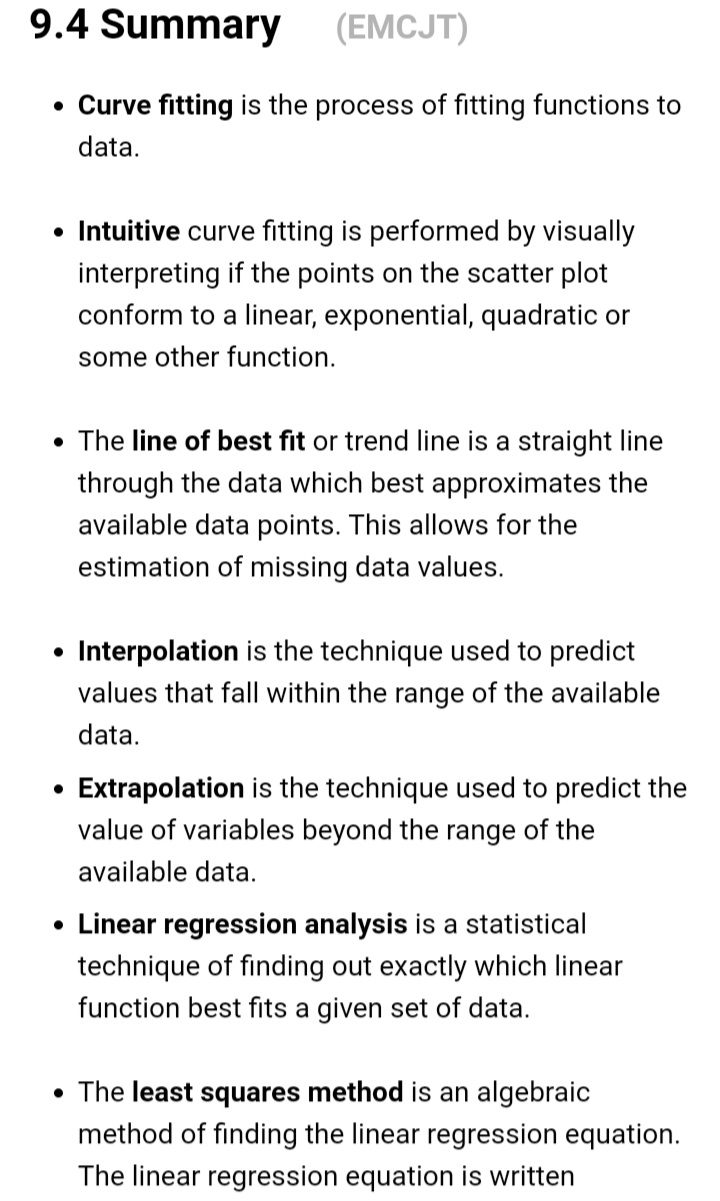 9.4 Summary (EMCJT)
• Curve fitting is the process of fitting functions to
data.
• Intuitive curve fitting is performed by visually
interpreting if the points on the scatter plot
conform to a linear, exponential, quadratic or
some other function.
• The line of best fit or trend line is a straight line
through the data which best approximates the
available data points. This allows for the
estimation of missing data values.
• Interpolation is the technique used to predict
values that fall within the range of the available
data.
• Extrapolation is the technique used to predict the
value of variables beyond the range of the
available data.
• Linear regression analysis is a statistical
technique of finding out exactly which linear
function best fits a given set of data.
• The least squares method is an algebraic
method of finding the linear regression equation.
The linear regression equation is written